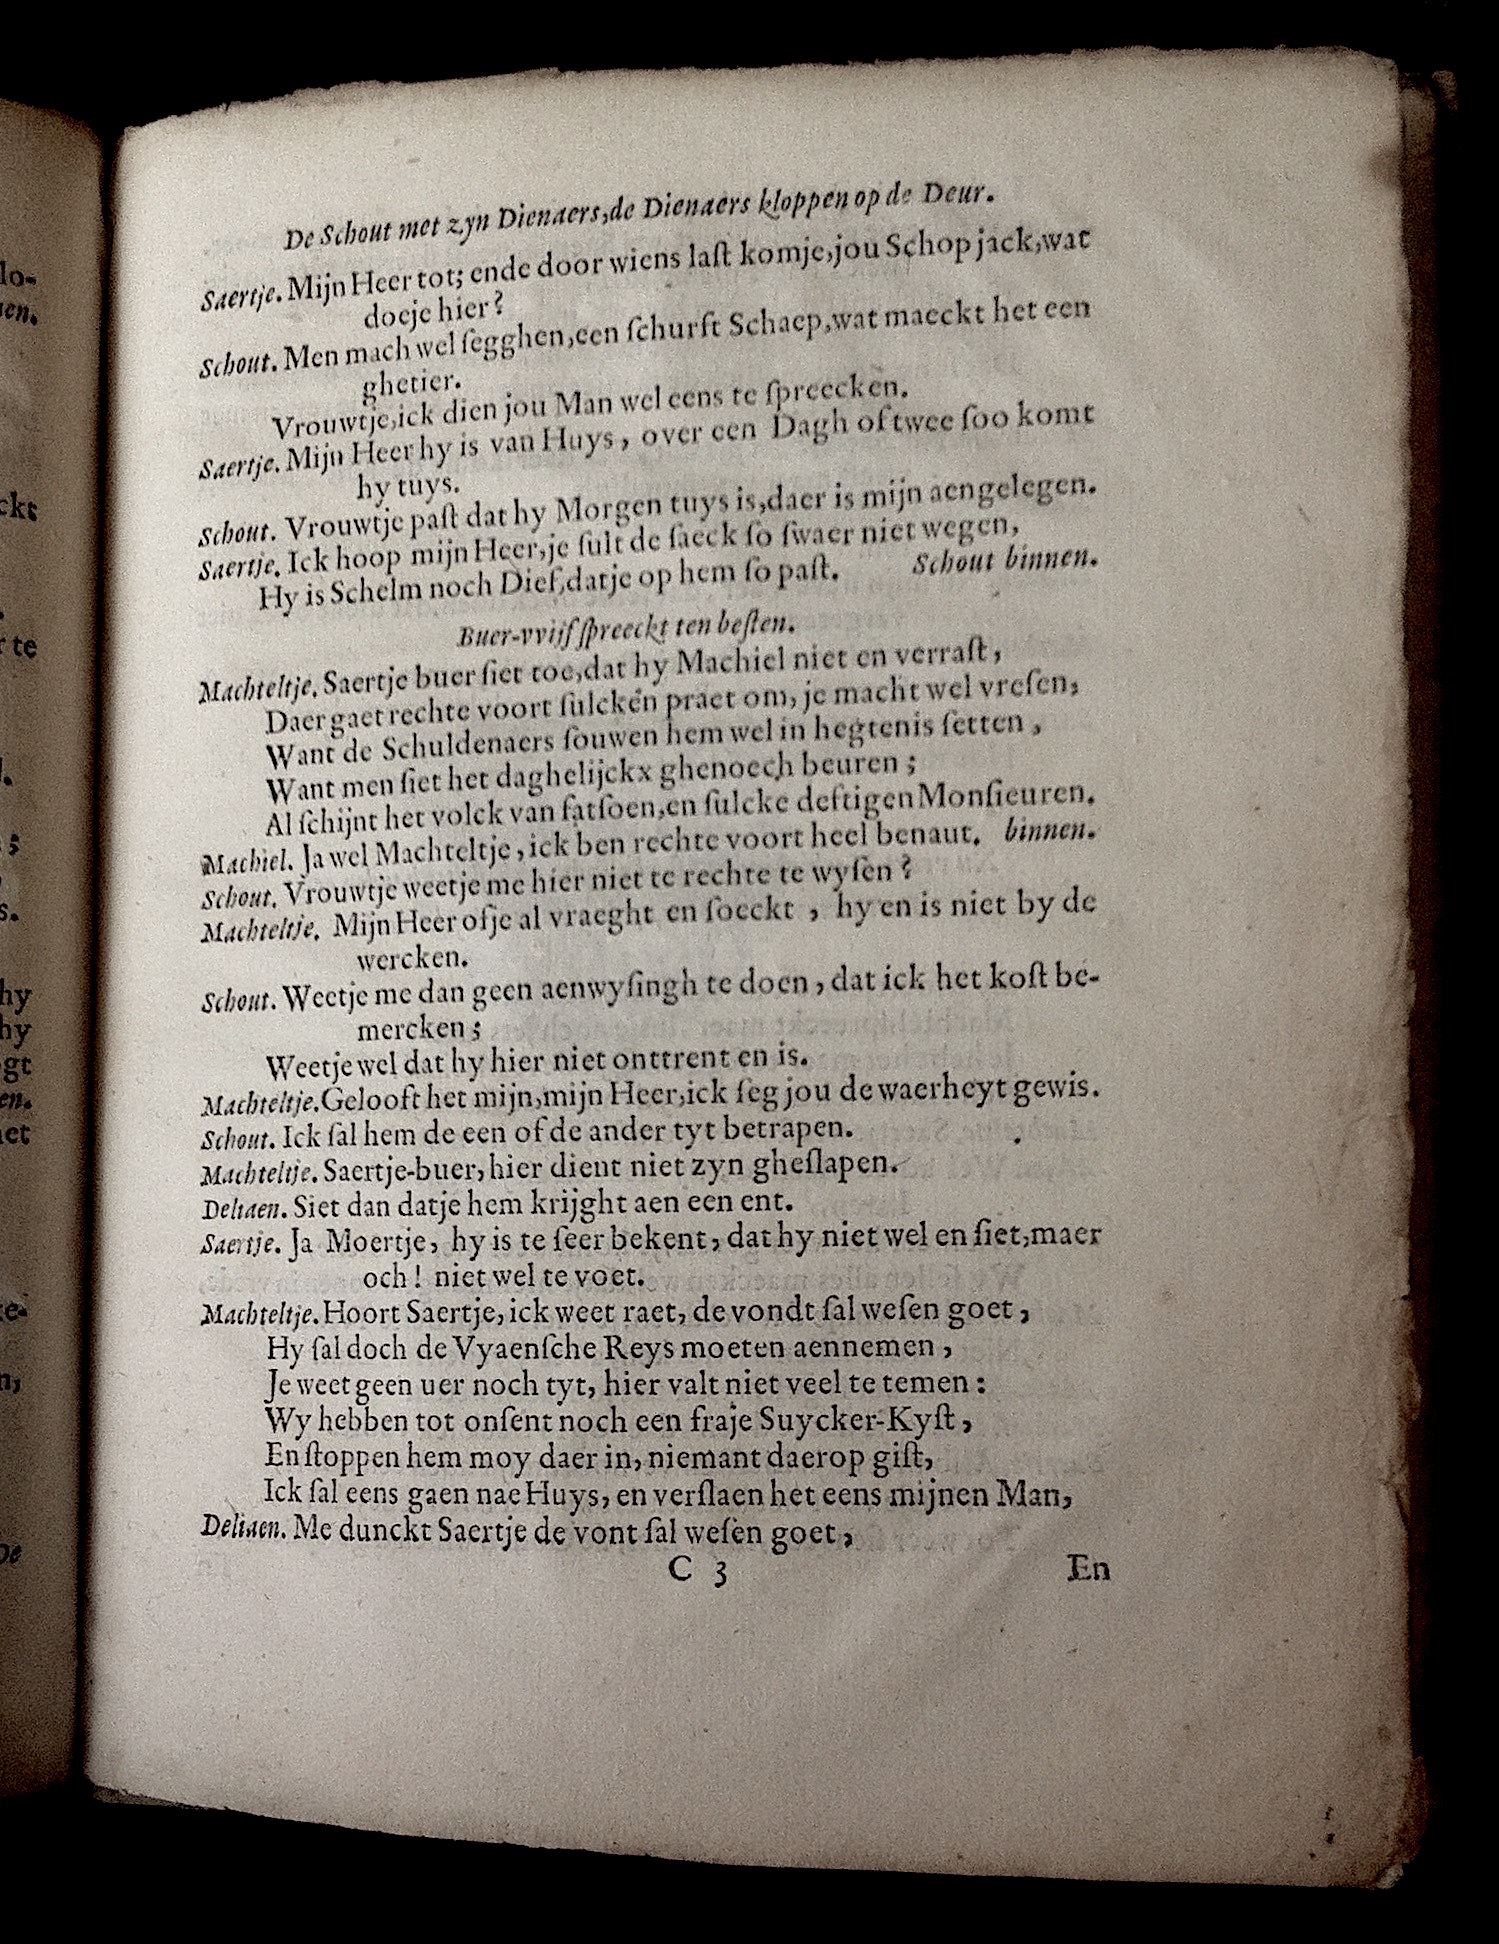 De Schout met zyn Dienaers,de Dienaers kloppen op de Deur.
Saertje. Mijn Heer tot; ende door wiens laſt komje,jou Schopjack,wat
doeje hier?
Schout. Men mach wel ſegghen,een ſchurft Schaep,wat maeckt het een
ghetier.
Vrouwtje,ick dien jou Man wel eens te ſpreecken.
Saertje. Mijn Heer hy is van Huys, over een Dagh of twee ſoo komt
hy tuys.
Schout. Vrouwtje paſt dat hy Morgen tuys is,daer is mijn aengelegen.
Saertje. Ick hoop mijn Heer,je ſult de ſaeck ſo ſwaer niet wegen,
Hy is Schelm noch Dief,datje op hem ſo paſt. Schout binnen.
Buer-vvijf ſpreeckt ten beſten.
Machteltje. Saertje buer ſiet toe,dat hy Machiel niet en verraſt,
Daer gaet rechte voort ſulcken praet om, je macht wel vreſen,
Want de Schuldenaers ſouwen hem wel in hegtenis ſetten,
Want men ſiet het daghelijckx ghenoech beuren;
Al ſchijnt het volck van fatſoen,en ſulcke deftigen Monſieuren.
Machiel. Ja wel Machteltje, ick ben rechte voort heel benaut. binnen.
Schout. Vrouwtje weetje me hier niet te rechte te wyſen?
Machteltje. Mijn Heer ofje al vraeght en ſoeckt, hy en is niet by de
wercken.
Schout. Weetje me dan geen aenwyſingh te doen, dat ick het koſt be-
mercken;
Weetje wel dat hy hier niet onttrent en is.
Machteltje. Gelooft het mijn,mijn Heer,ick ſeg jou de waerheyt gewis.
Schout. Ick ſal hem de een of de ander tyt betrapen.
Machteltje. Saertje-buer, hier dient niet zyn gheſlapen.
Deliaen. Siet dan datje hem krijght aen een ent.
Saertje. Ja Moertje, hy is te ſeer bekent, dat hy niet wel en ſiet,maer
och! niet wel te voet.
Machteltje. Hoort Saertje, ick weet raet, de vondt ſal weſen goet,
Hy ſal doch de Vyaenſche Reys moeten aennemen,
Je weet geen uer noch tyt, hier valt niet veel te temen:
Wy hebben tot onſent noch een fraje Suycker-Kyſt,
En ſtoppen hem moy daer in, niemant daerop giſt,
Ick ſal eens gaen nae Huys, en verſlaen het eens mijnen Man,
Deliaen. Me dunckt Saertje de vont ſal weſen goet,
C 3 En